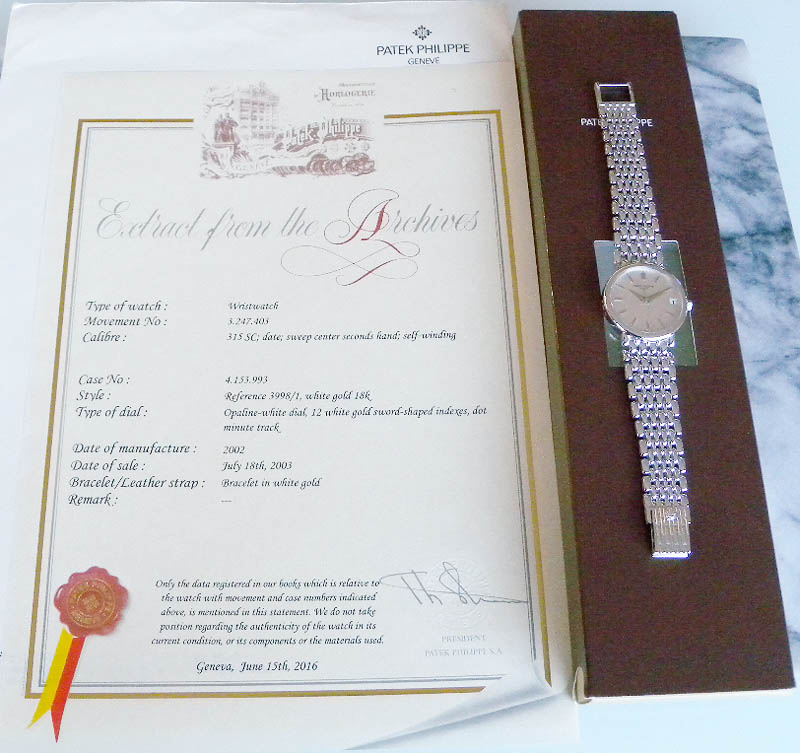 PATEK PHILIPPE
GENEVE
HORLOGERIE
Patek Philippe
GENÈVE
Extract from the Archives
Type of watch : Wristwatch
Movement No : 3.247.403
Calibre : 315 SC; date; sweep center seconds hand; self-winding
Case No : 4.153.993
Style : Reference 3998/1, white gold 18k
Type of dial : Opaline-white dial, 12 white gold sword-shaped indexes, dot
minute track
Date of manufacture : 2002
Date of sale : July 18th, 2003
Bracelet/Leather strap : Bracelet in white gold
Remark : ---
Only the data registered in our books which is relative to
the watch with movement and case numbers indicated
above, is mentioned in this statement. We do not take
position regarding the authenticity of the watch in its
current condition, or its components or the materials used.
PRESIDENT
PATEK PHILIPPE S.A.
Geneva, June 15th, 2016
PATEK PHILIPPE